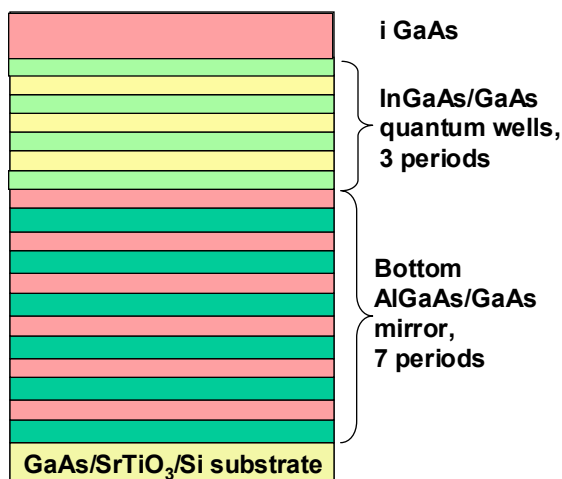 i GaAs
InGaAs/GaAs
quantum wells,
3 periods
Bottom
AlGaAs/GaAs
mirror,
7 periods
GaAs/SrTiO₃/Si substrate